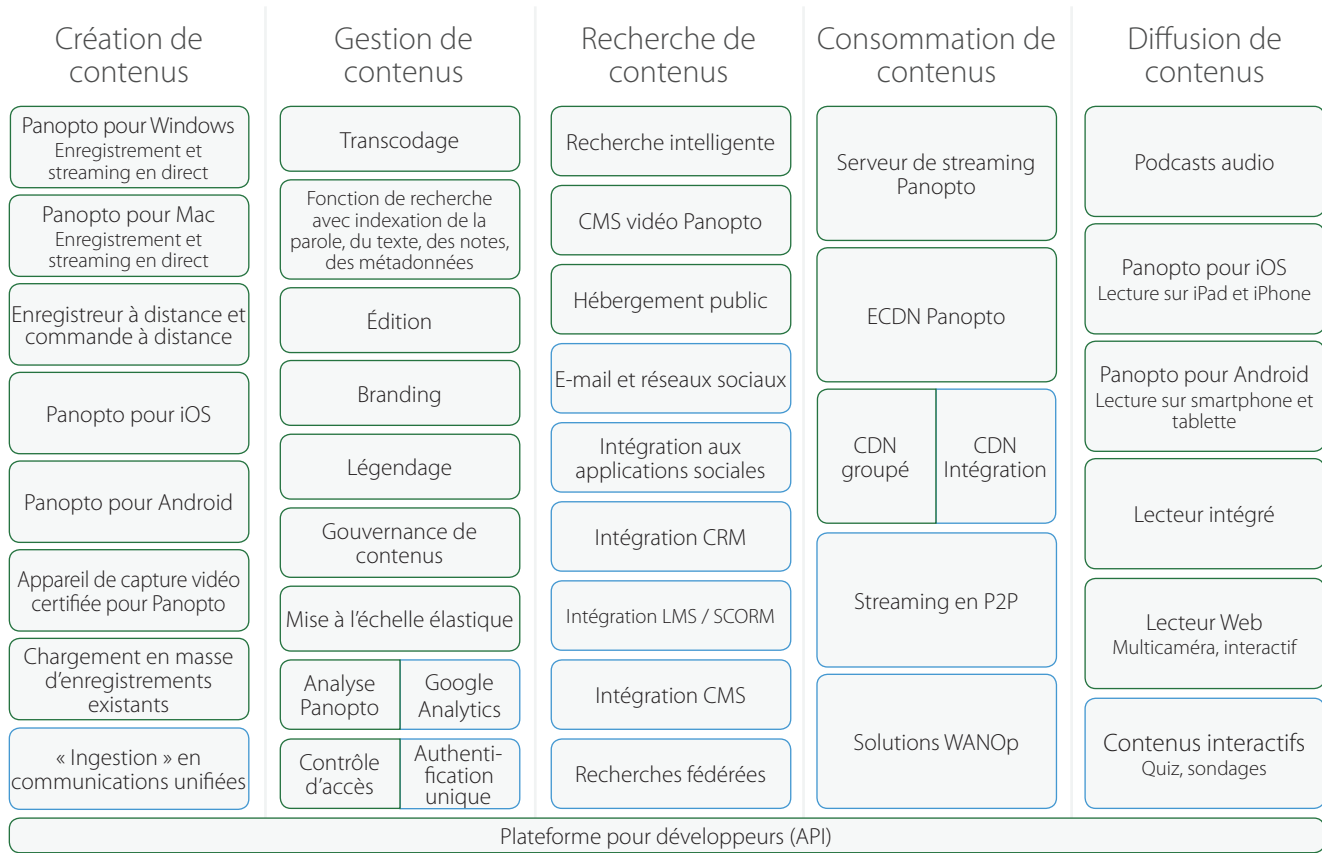 Création de
contenus
Panopto pour Windows
Enregistrement et
streaming en direct
Panopto pour Mac
Enregistrement et
streaming en direct
Enregistreur à distance et
commande à distance
Panopto pour iOS
Panopto pour Android
Appareil de capture vidéo
certifiée pour Panopto
Chargement en masse
d'enregistrements
existants
« Ingestion » en
communications unifiées
Gestion de
contenus
Transcodage
Fonction de recherche
avec indexation de la
parole, du texte, des notes,
des métadonnées
Édition
Branding
Légendage
Gouvernance de
contenus
Mise à l'échelle élastique
Analyse
Panopto
Google
Analytics
Contrôle
d'accès
Authenti-
fication
unique
Recherche de
contenus
Recherche intelligente
CMS vidéo Panopto
Hébergement public
E-mail et réseaux sociaux
Intégration aux
applications sociales
Intégration CRM
Intégration LMS / SCORM
Intégration CMS
Recherches fédérées
Consommation de
contenus
Serveur de streaming
Panopto
ECDN Panopto
CDN
groupé
CDN
Intégration
Streaming en P2P
Solutions WANOp
Diffusion de
contenus
Podcasts audio
Panopto pour iOS
Lecture sur iPad et iPhone
Panopto pour Android
Lecture sur smartphone et
tablette
Lecteur intégré
Lecteur Web
Multicaméra, interactif
Contenus interactifs
Quiz, sondages
Plateforme pour développeurs (API)